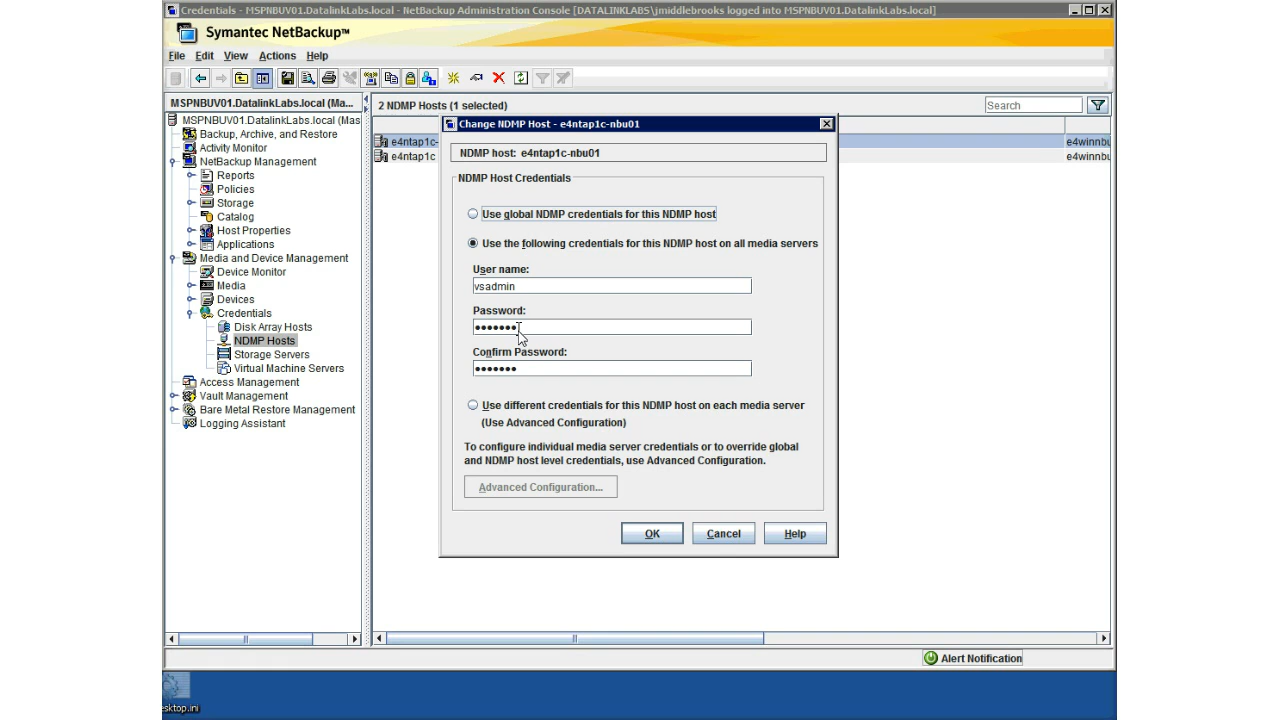 Credentials - MSPNBUV01.DatalinkLabs.local - NetBackup Administration Console [DATALINKLABS\jmiddlebrooks logged into MSPNBUV01.DatalinkLabs.local]
Symantec NetBackup™
File Edit View Actions Help
MSPNBUV01.DatalinkLabs.local (Ma...
2 NDMP Hosts (1 selected)
Search
MSPNBUV01.DatalinkLabs.local (Mas
Backup, Archive, and Restore
Activity Monitor
NetBackup Management
Reports
Policies
Storage
Catalog
Host Properties
Applications
Media and Device Management
Device Monitor
Media
Devices
Credentials
Disk Array Hosts
NDMP Hosts
Storage Servers
Virtual Machine Servers
Access Management
Vault Management
Bare Metal Restore Management
Logging Assistant
e4ntap1c-
e4winnbu
e4ntap1c
e4winnbu
Change NDMP Host - e4ntap1c-nbu01
NDMP host: e4ntap1c-nbu01
NDMP Host Credentials
Use global NDMP credentials for this NDMP host
Use the following credentials for this NDMP host on all media servers
User name:
vsadmin
Password:
•••••••
Confirm Password:
•••••••
Use different credentials for this NDMP host on each media server
(Use Advanced Configuration)
To configure individual media server credentials or to override global
and NDMP host level credentials, use Advanced Configuration.
Advanced Configuration...
OK Cancel Help
Alert Notification
esktop.ini